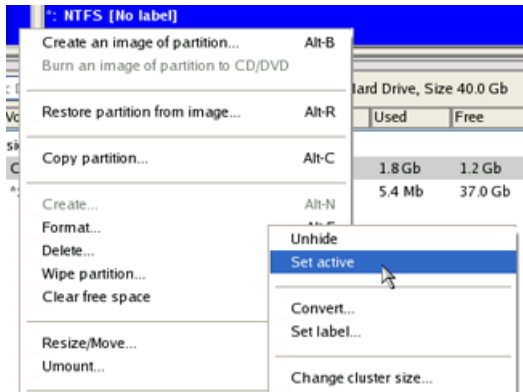 *: NTFS [No label]
Create an image of partition... Alt-B
Burn an image of partition to CD/DVD
Hard Drive, Size 40.0 Gb
Restore partition from image... Alt-R
Used Free
Copy partition... Alt-C
1.8 Gb 1.2 Gb
5.4 Mb 37.0 Gb
Create... Alt-N
Format...
Delete...
Wipe partition...
Clear free space
Resize/Move...
Umount...
Unhide
Set active
Convert...
Set label...
Change cluster size...